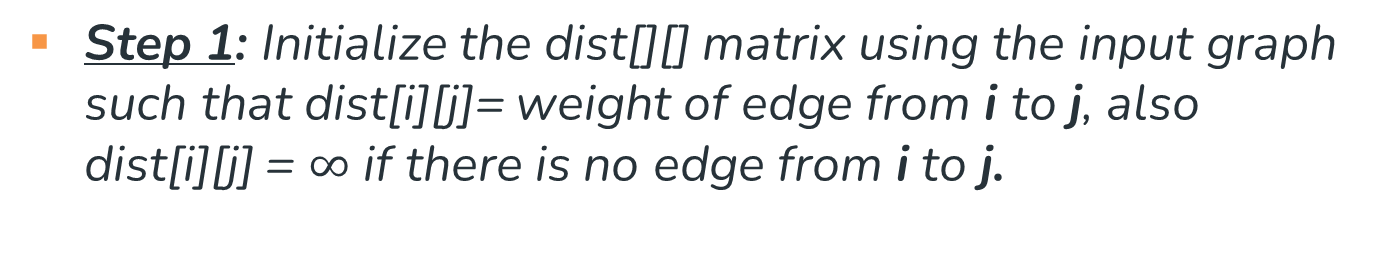 Step 1: Initialize the dist[][] matrix using the input graph
such that dist[i][j]= weight of edge from i to j, also
dist[i][j] = ∞ if there is no edge from i to j.